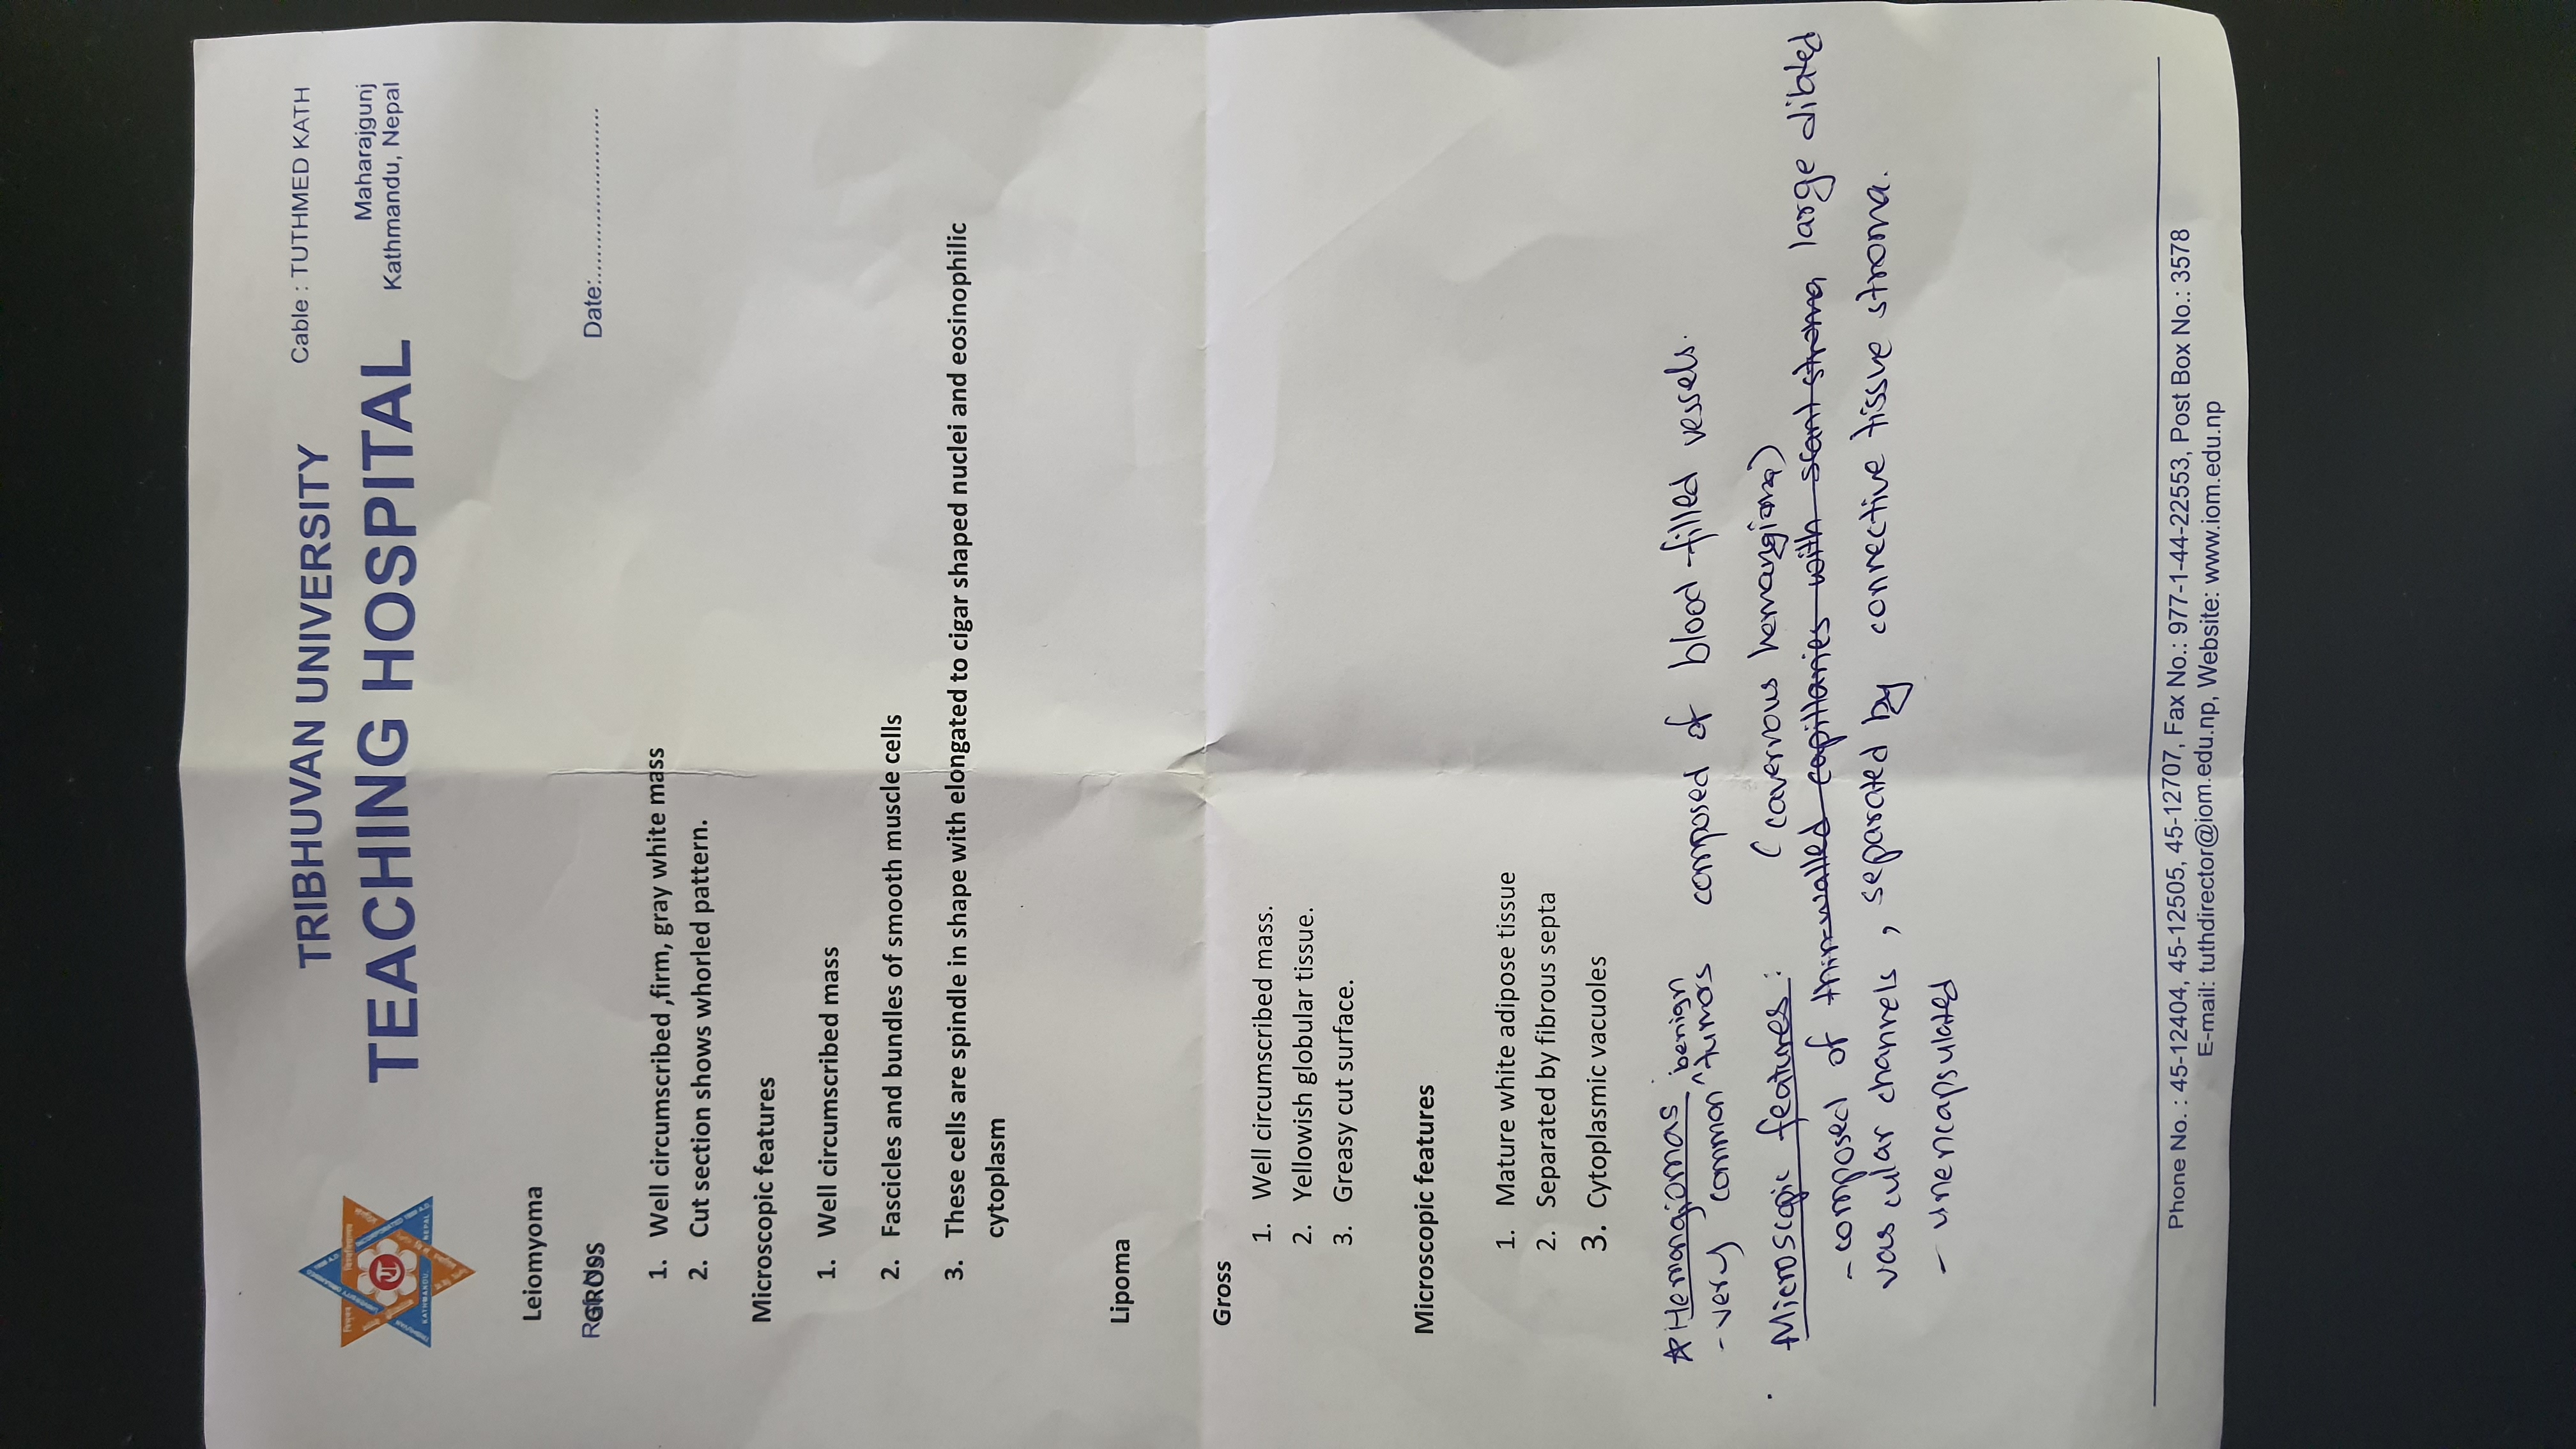 TRIBHUVAN UNIVERSITY
TEACHING HOSPITAL
Cable : TUTHMED KATH
Maharajgunj
Kathmandu, Nepal
KATHMANDU, NEPAL
Leiomyoma
GROSS
Date:.........................
1. Well circumscribed ,firm, gray white mass
2. Cut section shows whorled pattern.
Microscopic features
1. Well circumscribed mass
2. Fascicles and bundles of smooth muscle cells
3. These cells are spindle in shape with elongated to cigar shaped nuclei and eosinophilic
cytoplasm
Lipoma
Gross
1. Well circumscribed mass.
2. Yellowish globular tissue.
3. Greasy cut surface.
Microscopic features
1. Mature white adipose tissue
2. Separated by fibrous septa
3. Cytoplasmic vacuoles
☆Hemangiomas
- very common ^benign tumors composed of blood-filled vessels.
Microscopic features: (cavernous hemangioma)
- composed of thin-walled capillaries with scant stroma large dilated
vascular channels , separated by connective tissue stroma.
- unencapsulated
Phone No. : 45-12404, 45-12505, 45-12707, Fax No.: 977-1-44-22553, Post Box No.: 3578
E-mail: tuthdirector@iom.edu.np, Website: www.iom.edu.np